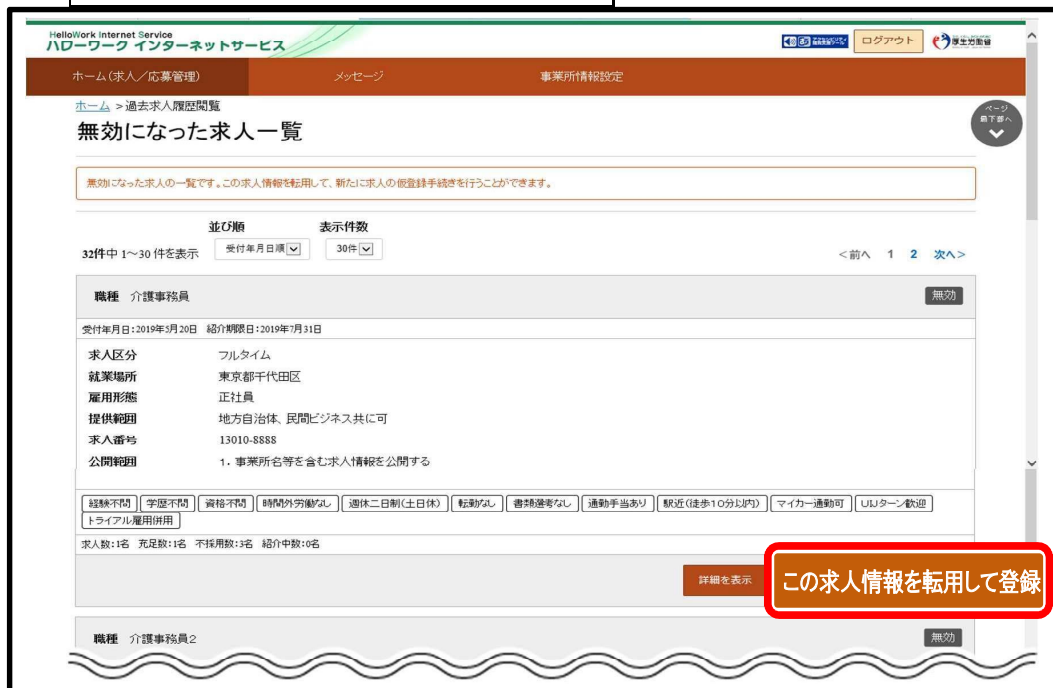 HelloWork Internet Service
ハローワーク インターネットサービス
ログアウト
厚生労働省
ホーム(求人/応募管理) メッセージ 事業所情報設定
ホーム >過去求人履歴閲覧
ページ
最下部へ
無効になった求人一覧
無効になった求人の一覧です。この求人情報を転用して、新たに求人の仮登録手続きを行うことができます。
並び順 表示件数
32件中 1～30 件を表示 受付年月日順 30件 <前へ 1 2 次へ>
職種 介護事務員 無効
受付年月日:2019年5月20日 紹介期限日:2019年7月31日
求人区分 フルタイム
就業場所 東京都千代田区
雇用形態 正社員
提供範囲 地方自治体、民間ビジネス共に可
求人番号 13010-8888
公開範囲 1. 事業所名等を含む求人情報を公開する
経験不問 学歴不問 資格不問 時間外労働なし 週休二日制(土日休) 転勤なし 書類選考なし 通勤手当あり 駅近(徒歩10分以内) マイカー通勤可 UIJターン歓迎
トライアル雇用併用
求人数:1名 充足数:1名 不採用数:3名 紹介中数:0名
詳細を表示 この求人情報を転用して登録
職種 介護事務員2 無効